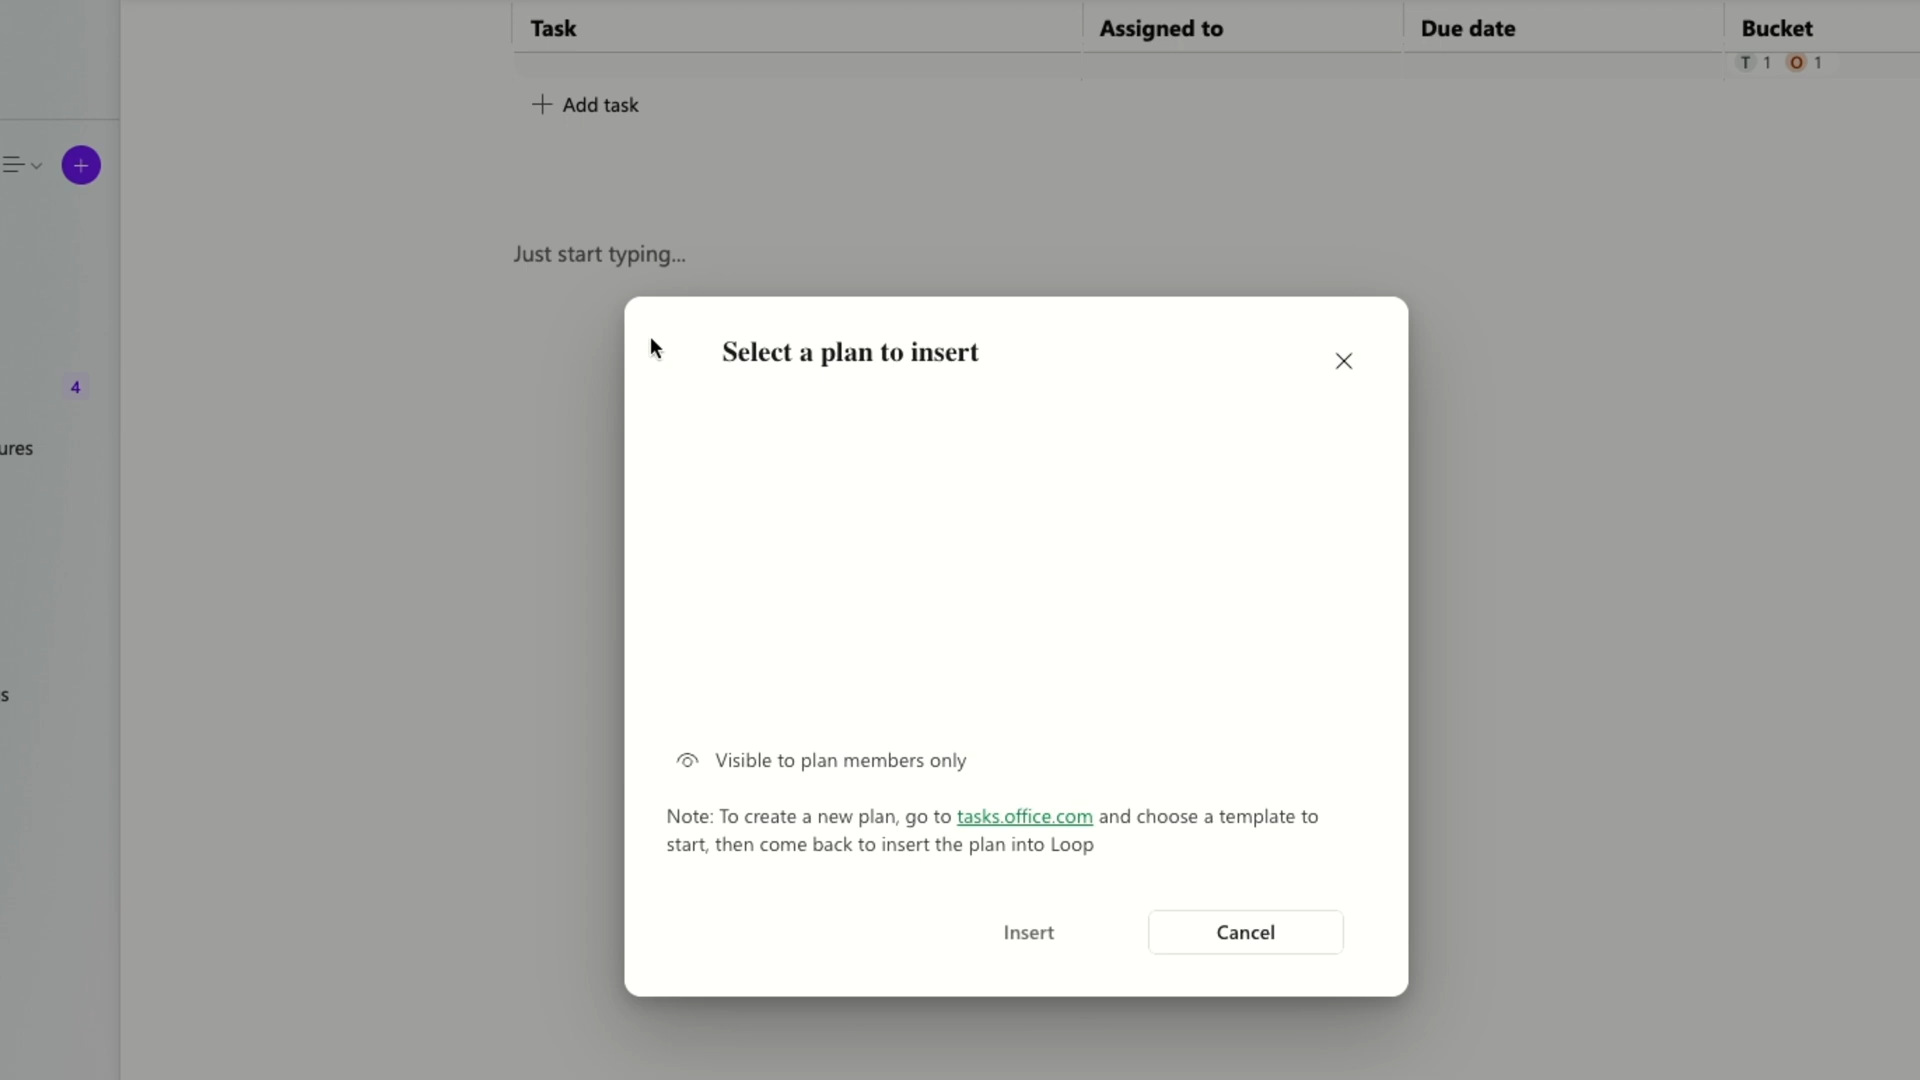 Task Assigned to Due date Bucket
T 1 O 1
Add task
Just start typing...
Select a plan to insert
4
ures
s
Visible to plan members only
Note: To create a new plan, go to tasks.office.com and choose a template to
start, then come back to insert the plan into Loop
Insert Cancel